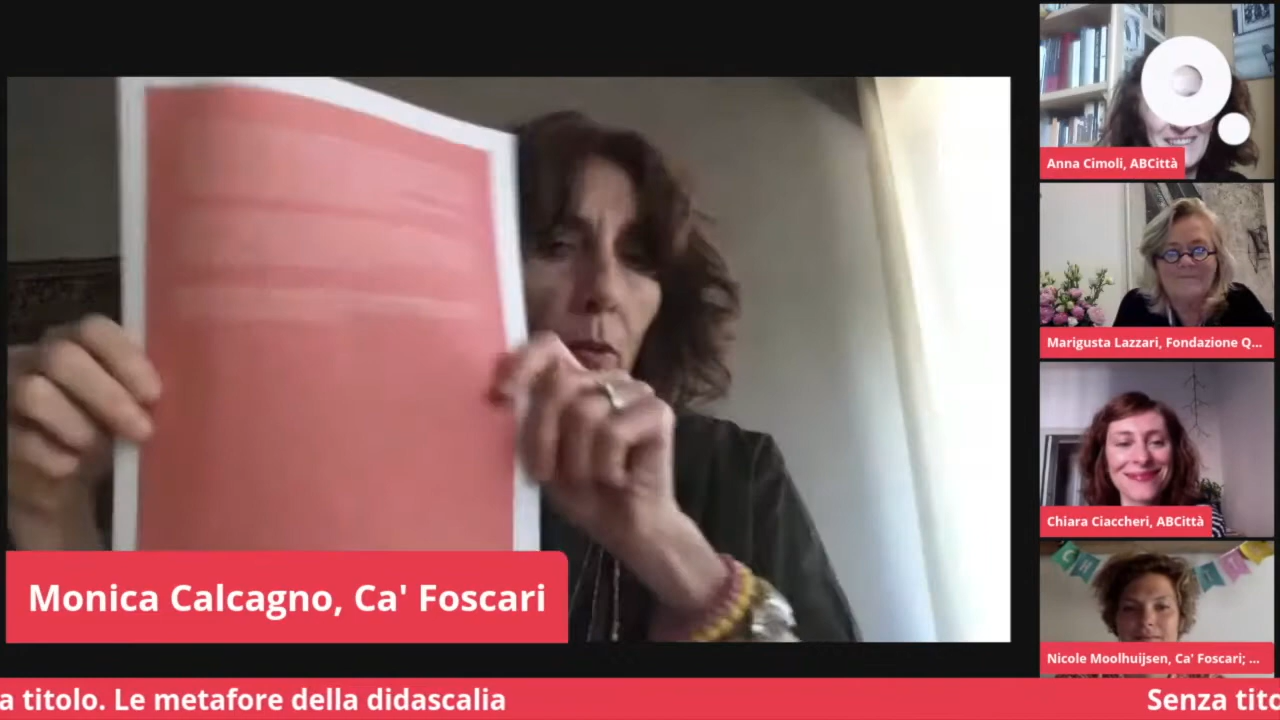 Anna Cimoli, ABCittà
Marigusta Lazzari, Fondazione Q...
Chiara Ciaccheri, ABCittà
Monica Calcagno, Ca' Foscari
Nicole Moolhuijsen, Ca' Foscari; ...
a titolo. Le metafore della didascalia
Senza tito